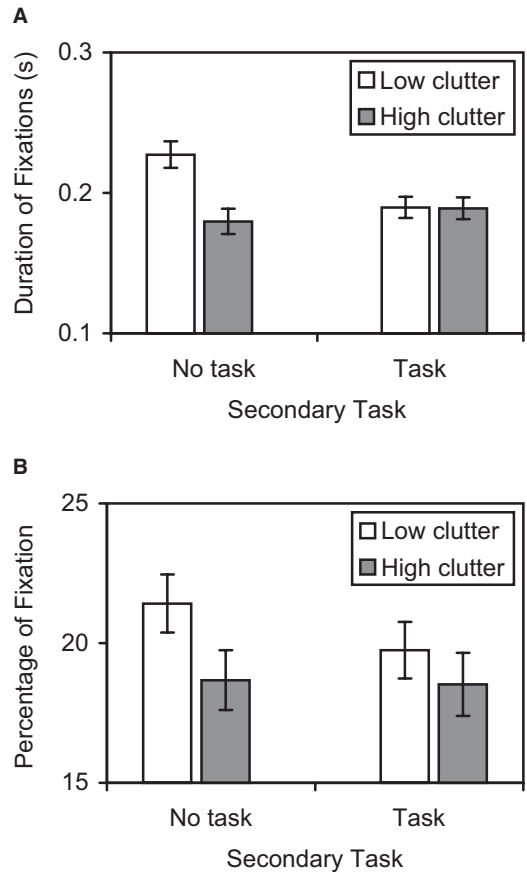 A
Duration of Fixations (s)
0.3
0.2
0.1
Low clutter
High clutter
No task
Task
Secondary Task
B
Percentage of Fixation
25
20
15
Low clutter
High clutter
No task
Task
Secondary Task